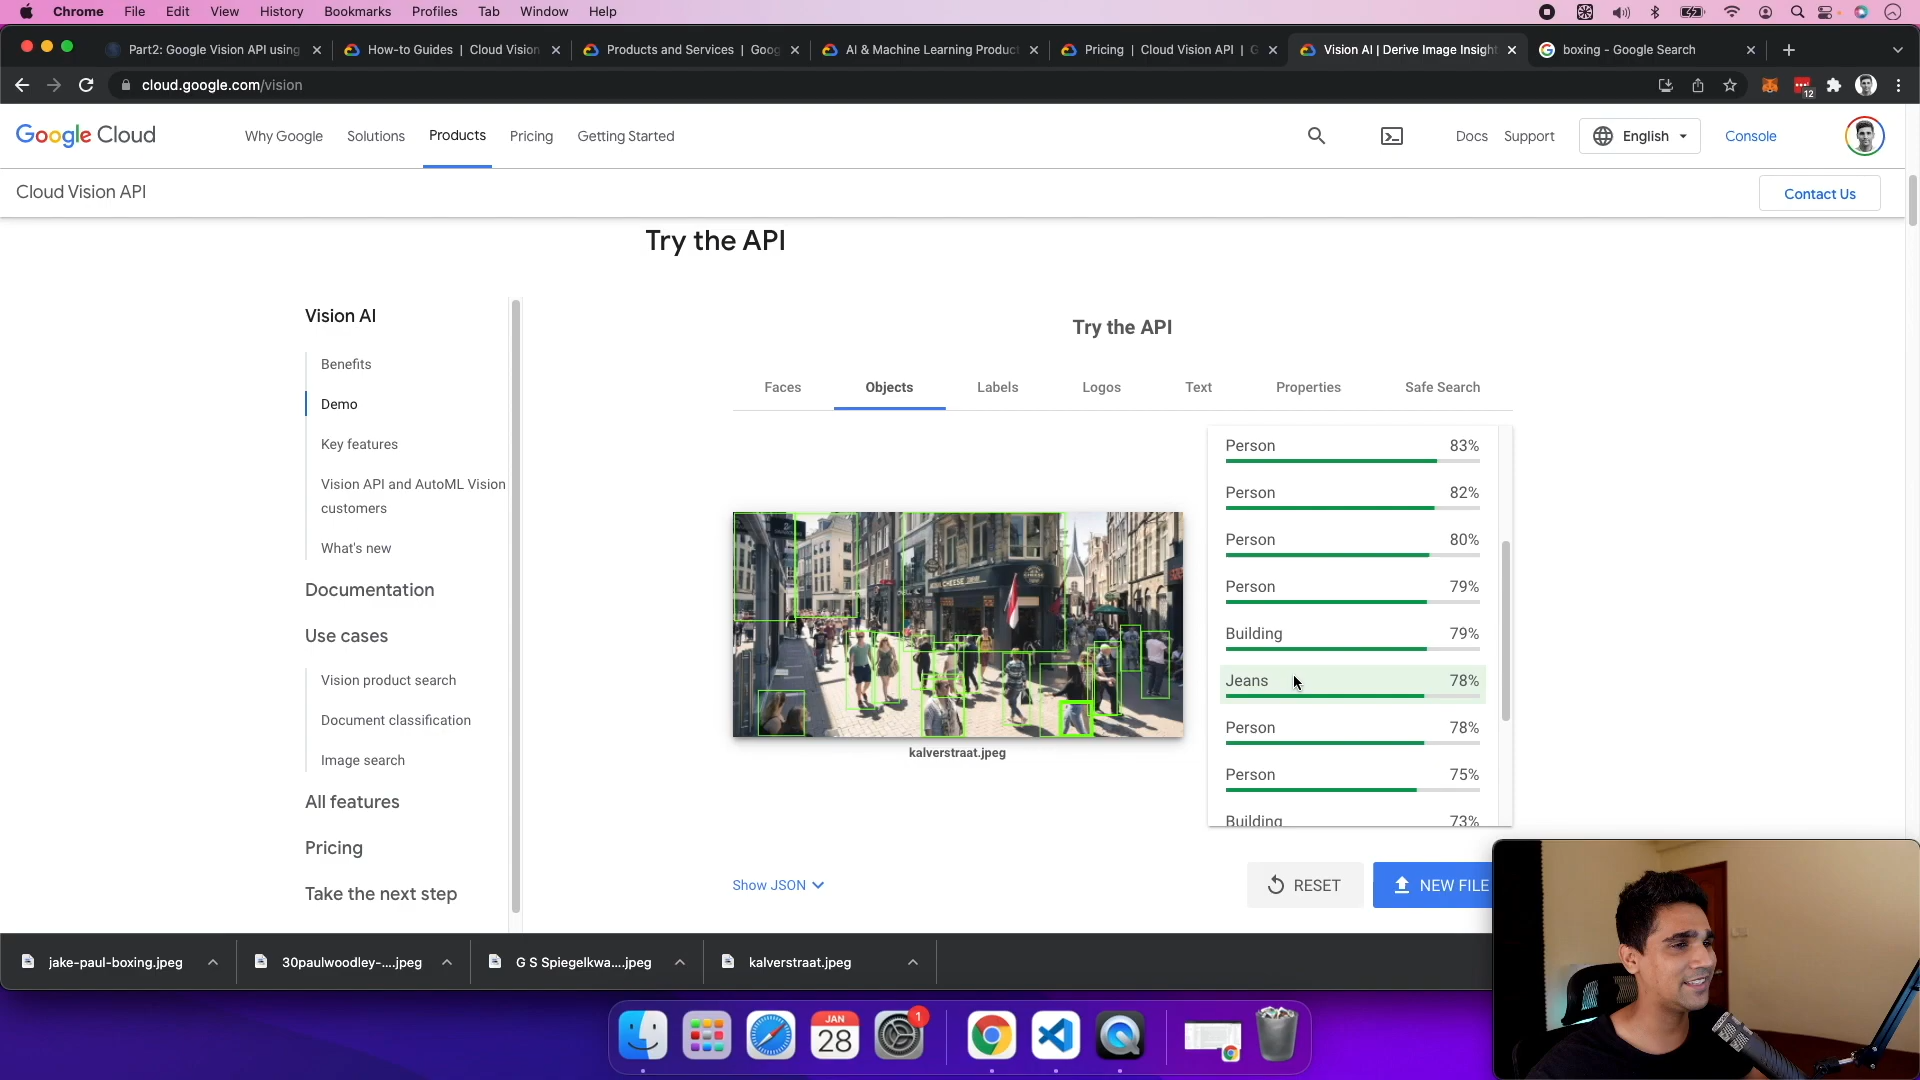 Chrome File Edit View History Bookmarks Profiles Tab Window Help
Part2: Google Vision API using
How-to Guides | Cloud Vision
Products and Services | Goog
AI & Machine Learning Product
Pricing | Cloud Vision API | G
Vision AI | Derive Image Insight
boxing - Google Search
cloud.google.com/vision
12
Google Cloud Why Google Solutions Products Pricing Getting Started Docs Support English Console
Cloud Vision API Contact Us
Try the API
Vision AI
Benefits
Demo
Key features
Vision API and AutoML Vision
customers
What's new
Documentation
Use cases
Vision product search
Document classification
Image search
All features
Pricing
Take the next step
Try the API
Faces Objects Labels Logos Text Properties Safe Search
CHEESE
kalverstraat.jpeg
Person 83%
Person 82%
Person 80%
Person 79%
Building 79%
Jeans 78%
Person 78%
Person 75%
Building 73%
Show JSON
RESET
NEW FILE
jake-paul-boxing.jpeg
30paulwoodley-....jpeg
G S Spiegelkwa....jpeg
kalverstraat.jpeg
JAN
28
1